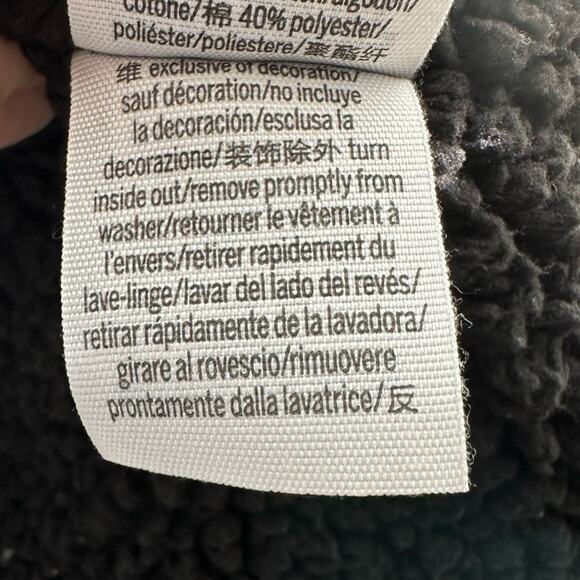 cotone/棉 40% polyester/
poliéster/poliestere/聚酯纤
维 exclusive of decoration/
sauf décoration/no incluye
la decoración/esclusa la
decorazione/装饰除外 turn
inside out/remove promptly from
washer/retourner le vêtement à
l'envers/retirer rapidement du
lave-linge/lavar del lado del revés/
retirar rápidamente de la lavadora/
girare al rovescio/rimuovere
prontamente dalla lavatrice/反